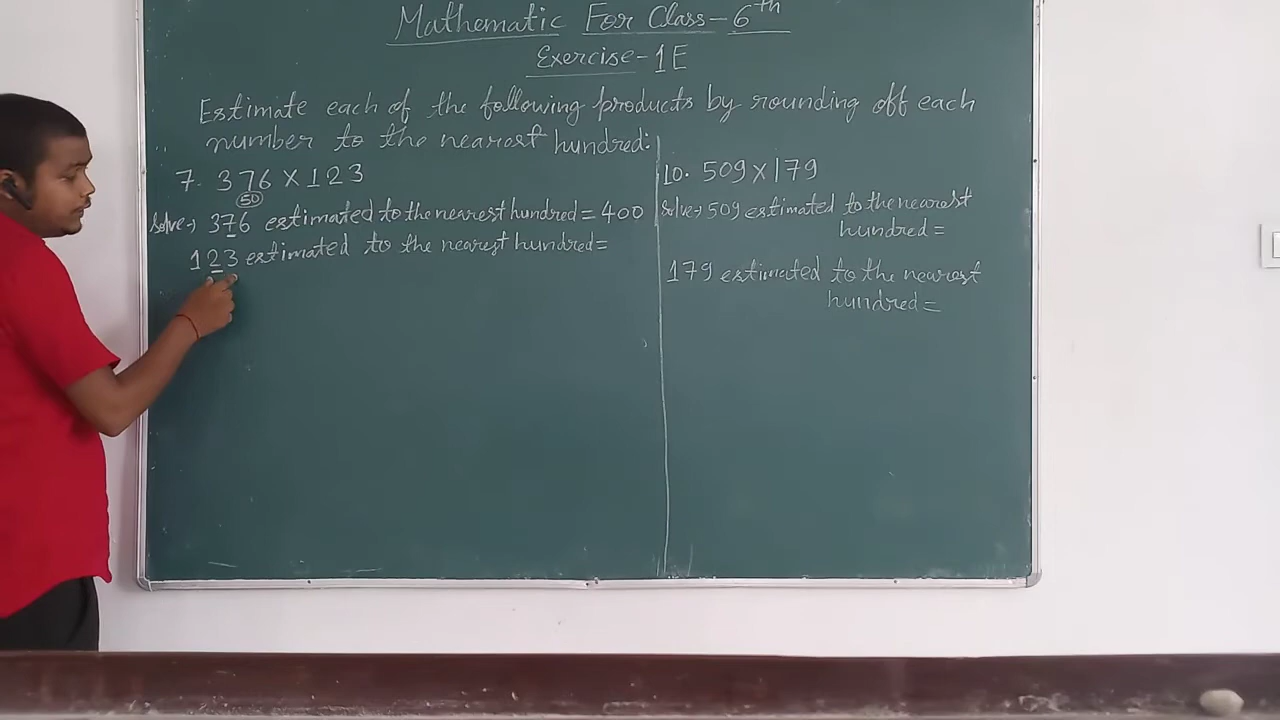 Mathematic For Class-6th
Exercise-1E
Estimate each of the following products by rounding off each
number to the nearest hundred:
7. 376 X 123
50
Solve→ 376 estimated to the nearest hundred = 400
123 estimated to the nearest hundred =
10. 509 X 179
Solve→ 509 estimated to the nearest
hundred =
179 estimated to the nearest
hundred =